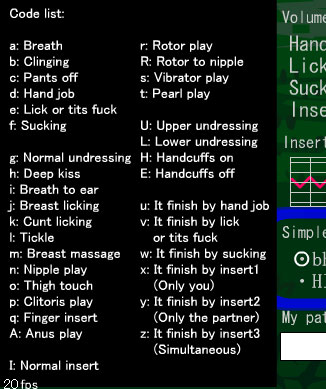 Code list:
a: Breath
b: Clinging
c: Pants off
d: Hand job
e: Lick or tits fuck
f: Sucking
g: Normal undressing
h: Deep kiss
i: Breath to ear
j: Breast licking
k: Cunt licking
l: Tickle
m: Breast massage
n: Nipple play
o: Thigh touch
p: Clitoris play
q: Finger insert
A: Anus play
I: Normal insert
20fps
r: Rotor play
R: Rotor to nipple
s: Vibrator play
t: Pearl play
U: Upper undressing
L: Lower undressing
H: Handcuffs on
E: Handcuffs off
u: It finish by hand job
v: It finish by lick
or tits fuck
w: It finish by sucking
x: It finish by insert1
(Only you)
y: It finish by insert2
(Only the partner)
z: It finish by insert3
(Simultaneous)
Volume
Hand
Lick
Suck
Inse
Insert
Simple
My pat